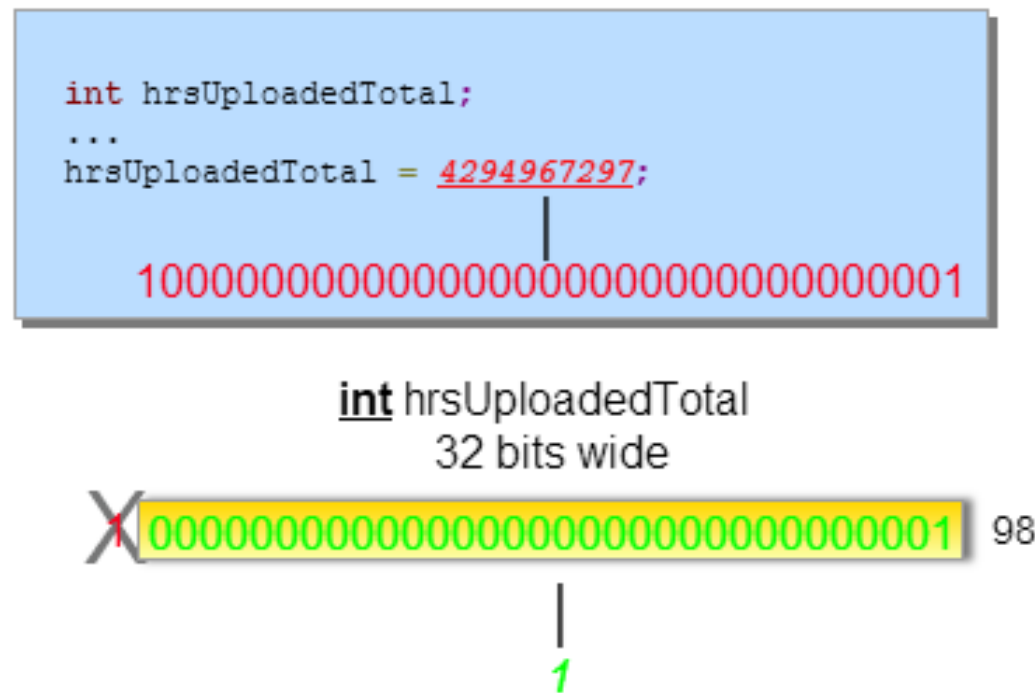 int hrsUploadedTotal;
...
hrsUploadedTotal = 4294967297;
100000000000000000000000000000001
int hrsUploadedTotal
32 bits wide
X 1 00000000000000000000000000000001 98
1